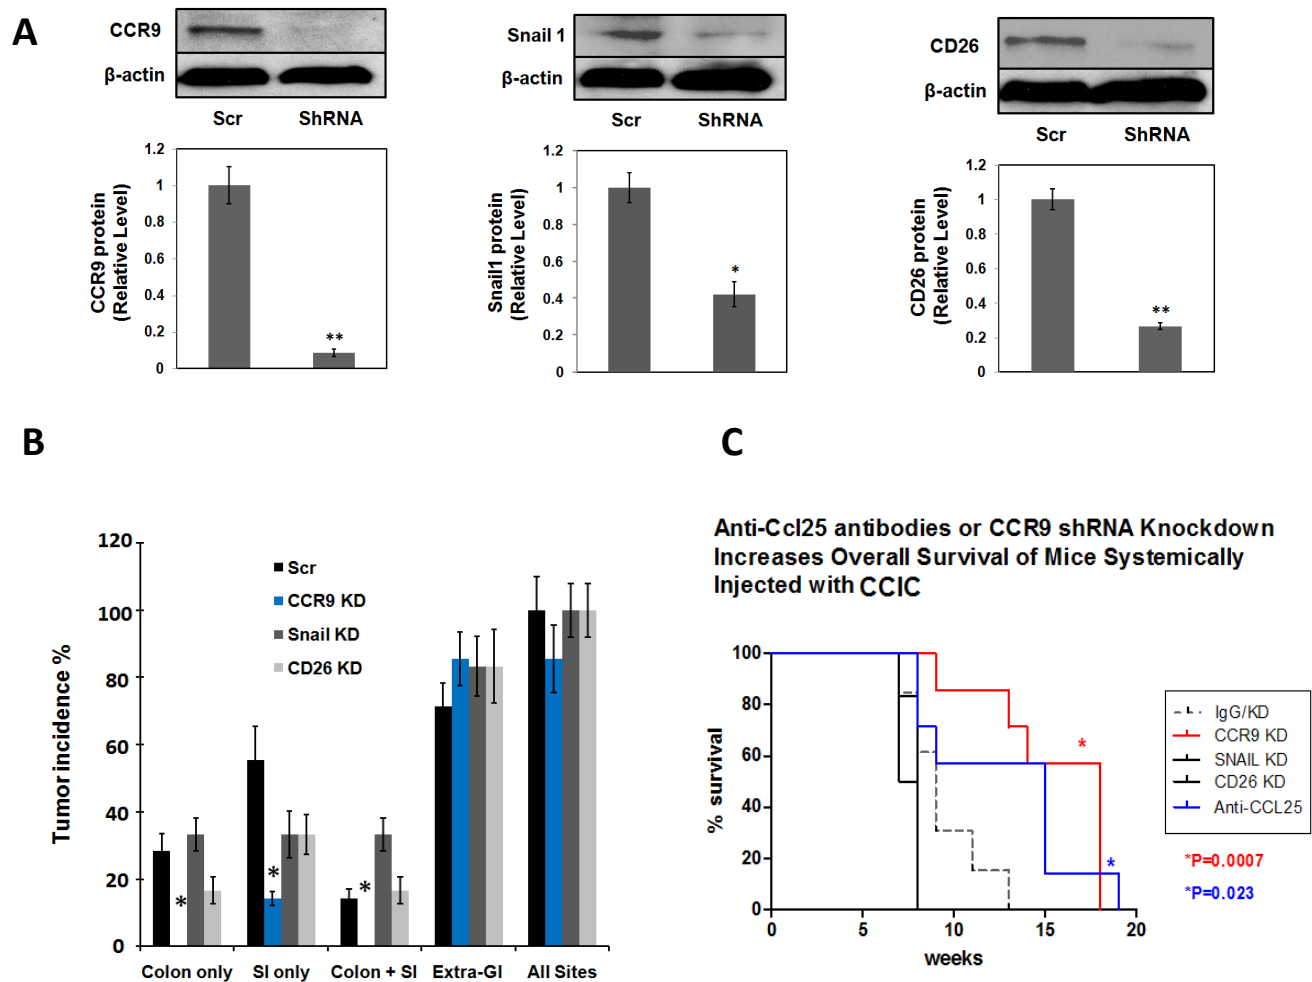 A
CCR9
β-actin
Scr
ShRNA
1.2
1
0.8
0.6
0.4
0.2
0
CCR9 protein
(Relative Level)
**
Snail 1
β-actin
Scr
ShRNA
1.2
1
0.8
0.6
0.4
0.2
0
Snail1 protein
(Relative Level)
*
CD26
β-actin
Scr
ShRNA
1.2
1
0.8
0.6
0.4
0.2
0
CD26 protein
(Relative Level)
**
B
120
100
80
60
40
20
0
Tumor incidence %
Scr
CCR9 KD
Snail KD
CD26 KD
*
*
*
Colon only
SI only
Colon + SI
Extra-GI
All Sites
C
Anti-Ccl25 antibodies or CCR9 shRNA Knockdown
Increases Overall Survival of Mice Systemically
Injected with CCIC
100
80
60
40
20
0
% survival
0
5
10
15
20
weeks
*
*
IgG/KD
CCR9 KD
SNAIL KD
CD26 KD
Anti-CCL25
*P=0.0007
*P=0.023